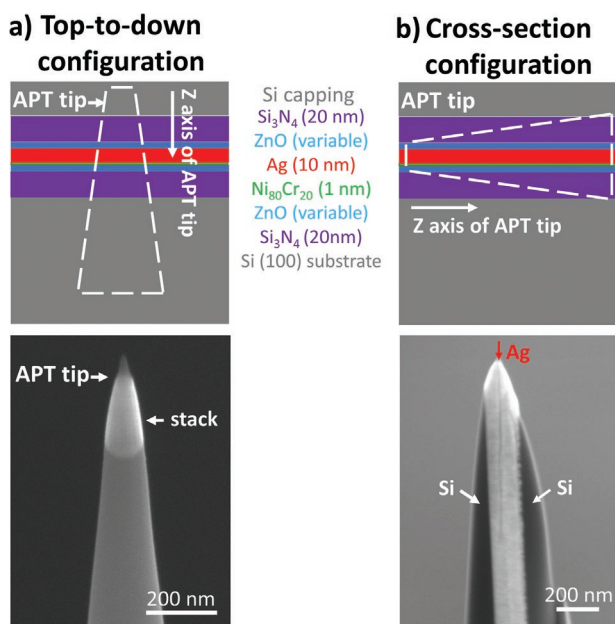 a) Top-to-down
configuration
APT tip
Z axis of APT tip
Si capping
Si₃N₄ (20 nm)
ZnO (variable)
Ag (10 nm)
Ni₈₀Cr₂₀ (1 nm)
ZnO (variable)
Si₃N₄ (20nm)
Si (100) substrate
b) Cross-section
configuration
APT tip
Z axis of APT tip
APT tip
stack
200 nm
Ag
Si
Si
200 nm